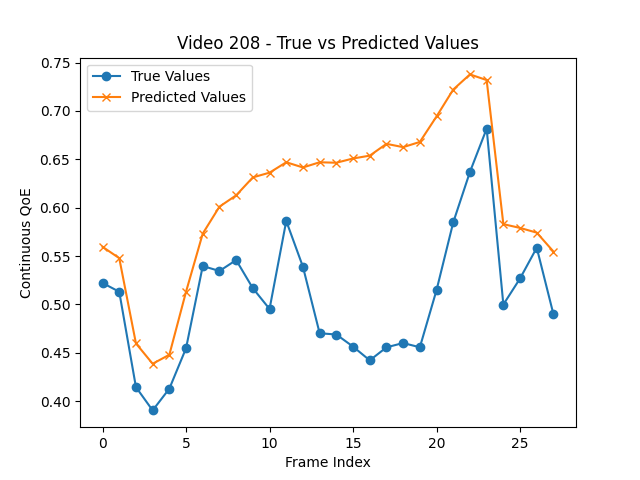 Video 208 - True vs Predicted Values
True Values
Predicted Values
Continuous QoE
0.75
0.70
0.65
0.60
0.55
0.50
0.45
0.40
0 5 10 15 20 25
Frame Index